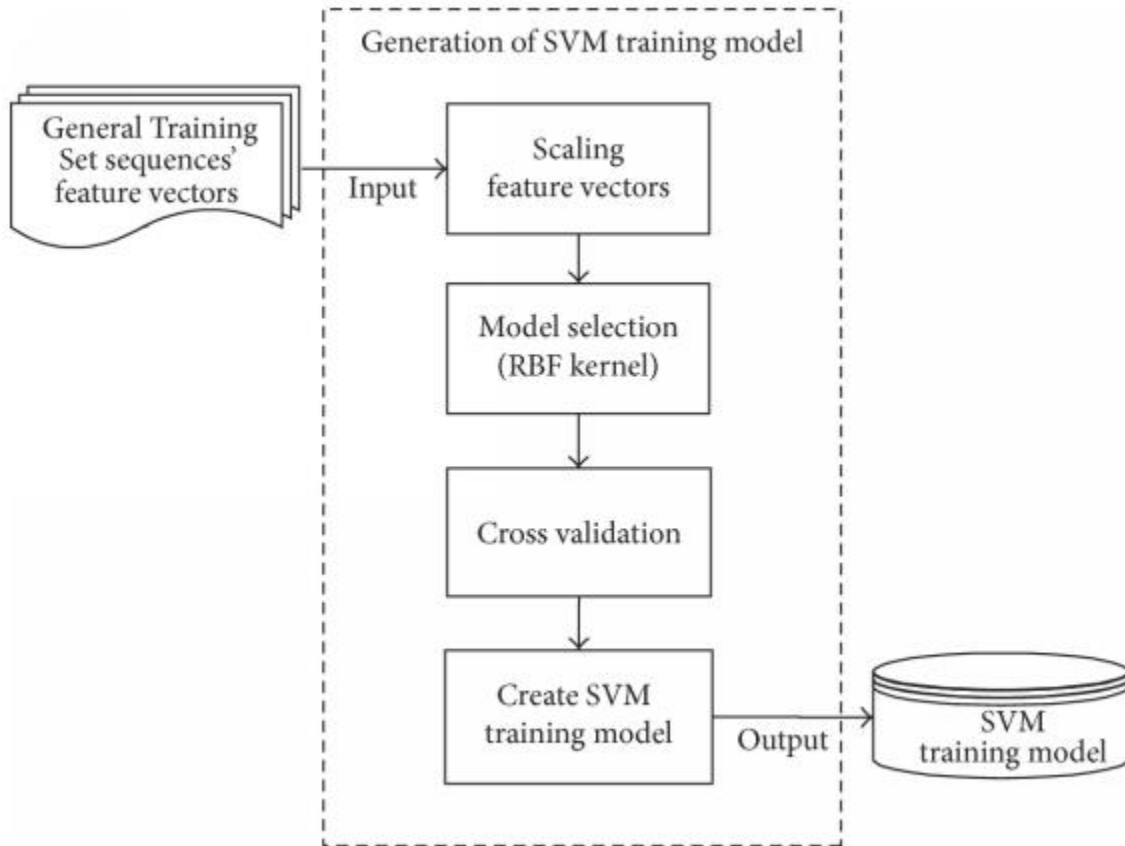 Generation of SVM training model
General Training
Set sequences’
feature vectors
Input
Scaling
feature vectors
Model selection
(RBF kernel)
Cross validation
Create SVM
training model
Output
SVM
training model